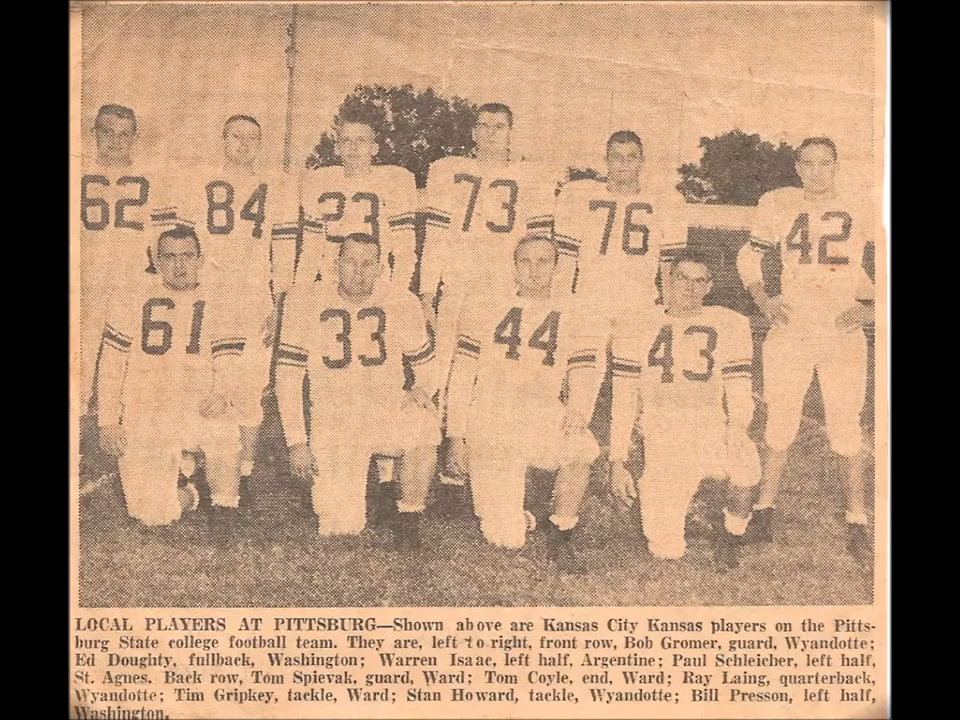 62 84 23 73 76 42
61 33 44 43
LOCAL PLAYERS AT PITTSBURG—Shown above are Kansas City Kansas players on the Pitts-
burg State college football team. They are, left to right, front row, Bob Gromer, guard, Wyandotte;
Ed Doughty, fullback, Washington; Warren Isaac, left half, Argentine; Paul Schleicher, left half,
St. Agnes. Back row, Tom Spievak, guard, Ward; Tom Coyle, end, Ward; Ray Laing, quarterback,
Wyandotte; Tim Gripkey, tackle, Ward; Stan Howard, tackle, Wyandotte; Bill Presson, left half,
Washington.